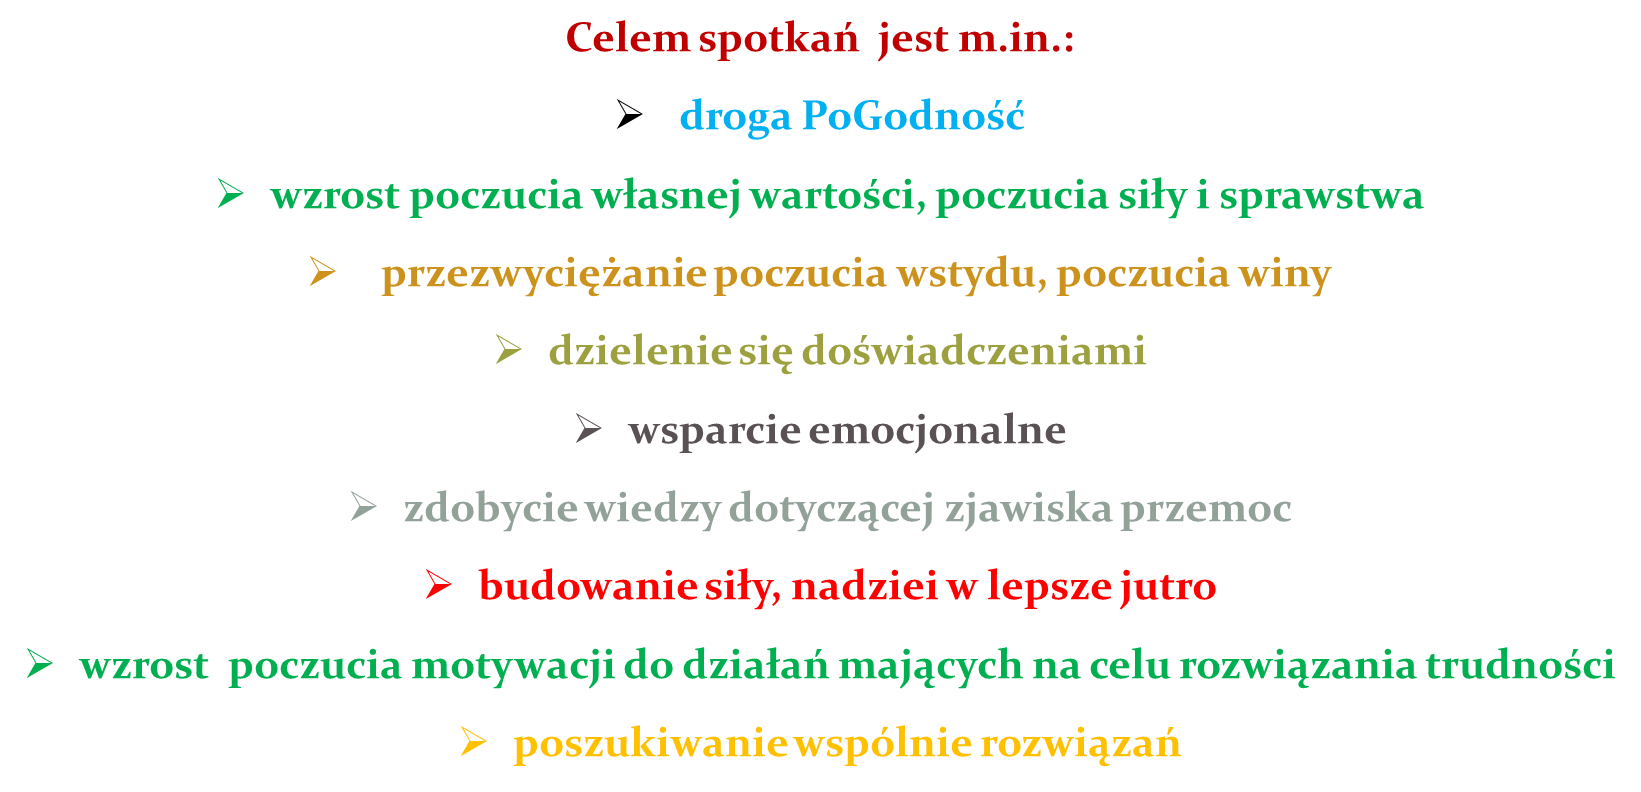 Celem spotkań jest m.in.:
➢ droga PoGodność
➢ wzrost poczucia własnej wartości, poczucia siły i sprawstwa
➢ przezwyciężanie poczucia wstydu, poczucia winy
➢ dzielenie się doświadczeniami
➢ wsparcie emocjonalne
➢ zdobycie wiedzy dotyczącej zjawiska przemoc
➢ budowanie siły, nadziei w lepsze jutro
➢ wzrost poczucia motywacji do działań mających na celu rozwiązania trudności
➢ poszukiwanie wspólnie rozwiązań